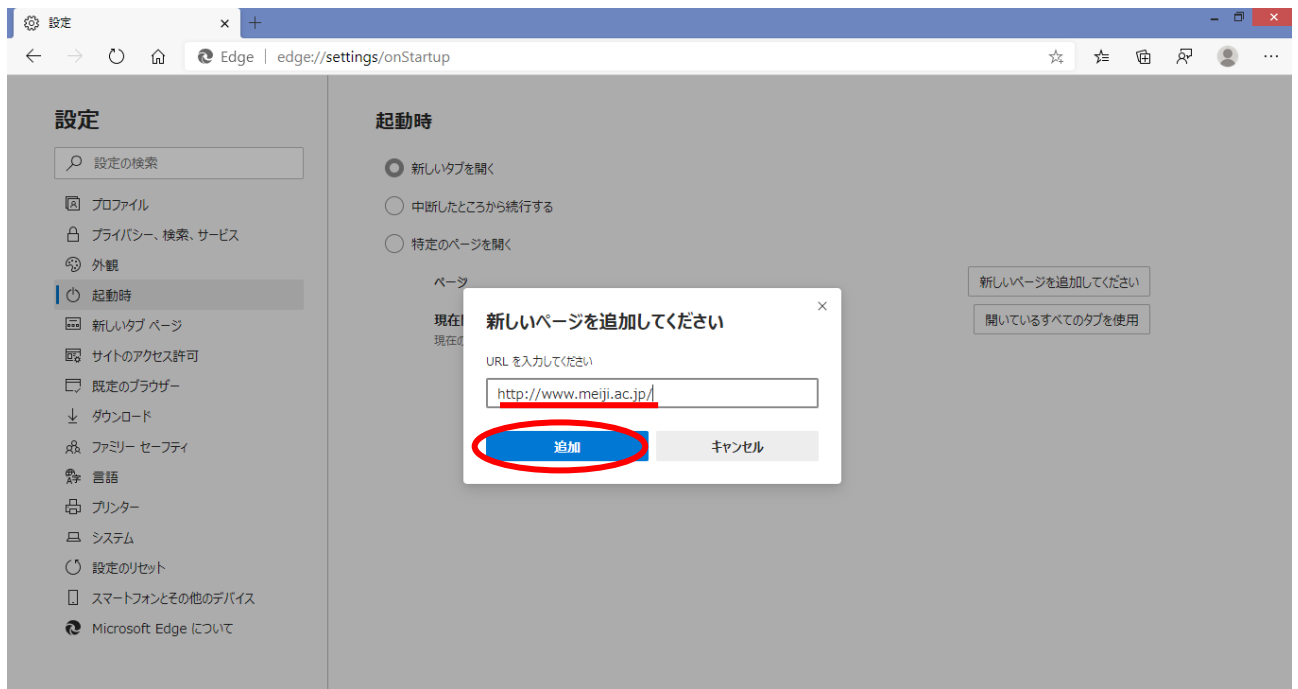 設定
Edge edge://settings/onStartup
設定
設定の検索
プロファイル
プライバシー、検索、サービス
外観
起動時
新しいタブ ページ
サイトのアクセス許可
既定のブラウザー
ダウンロード
ファミリー セーフティ
言語
プリンター
システム
設定のリセット
スマートフォンとその他のデバイス
Microsoft Edge について
起動時
新しいタブを開く
中断したところから続行する
特定のページを開く
ページ
新しいページを追加してください
現在
開いているすべてのタブを使用
現在の
新しいページを追加してください
URL を入力してください
http://www.meiji.ac.jp/
追加
キャンセル